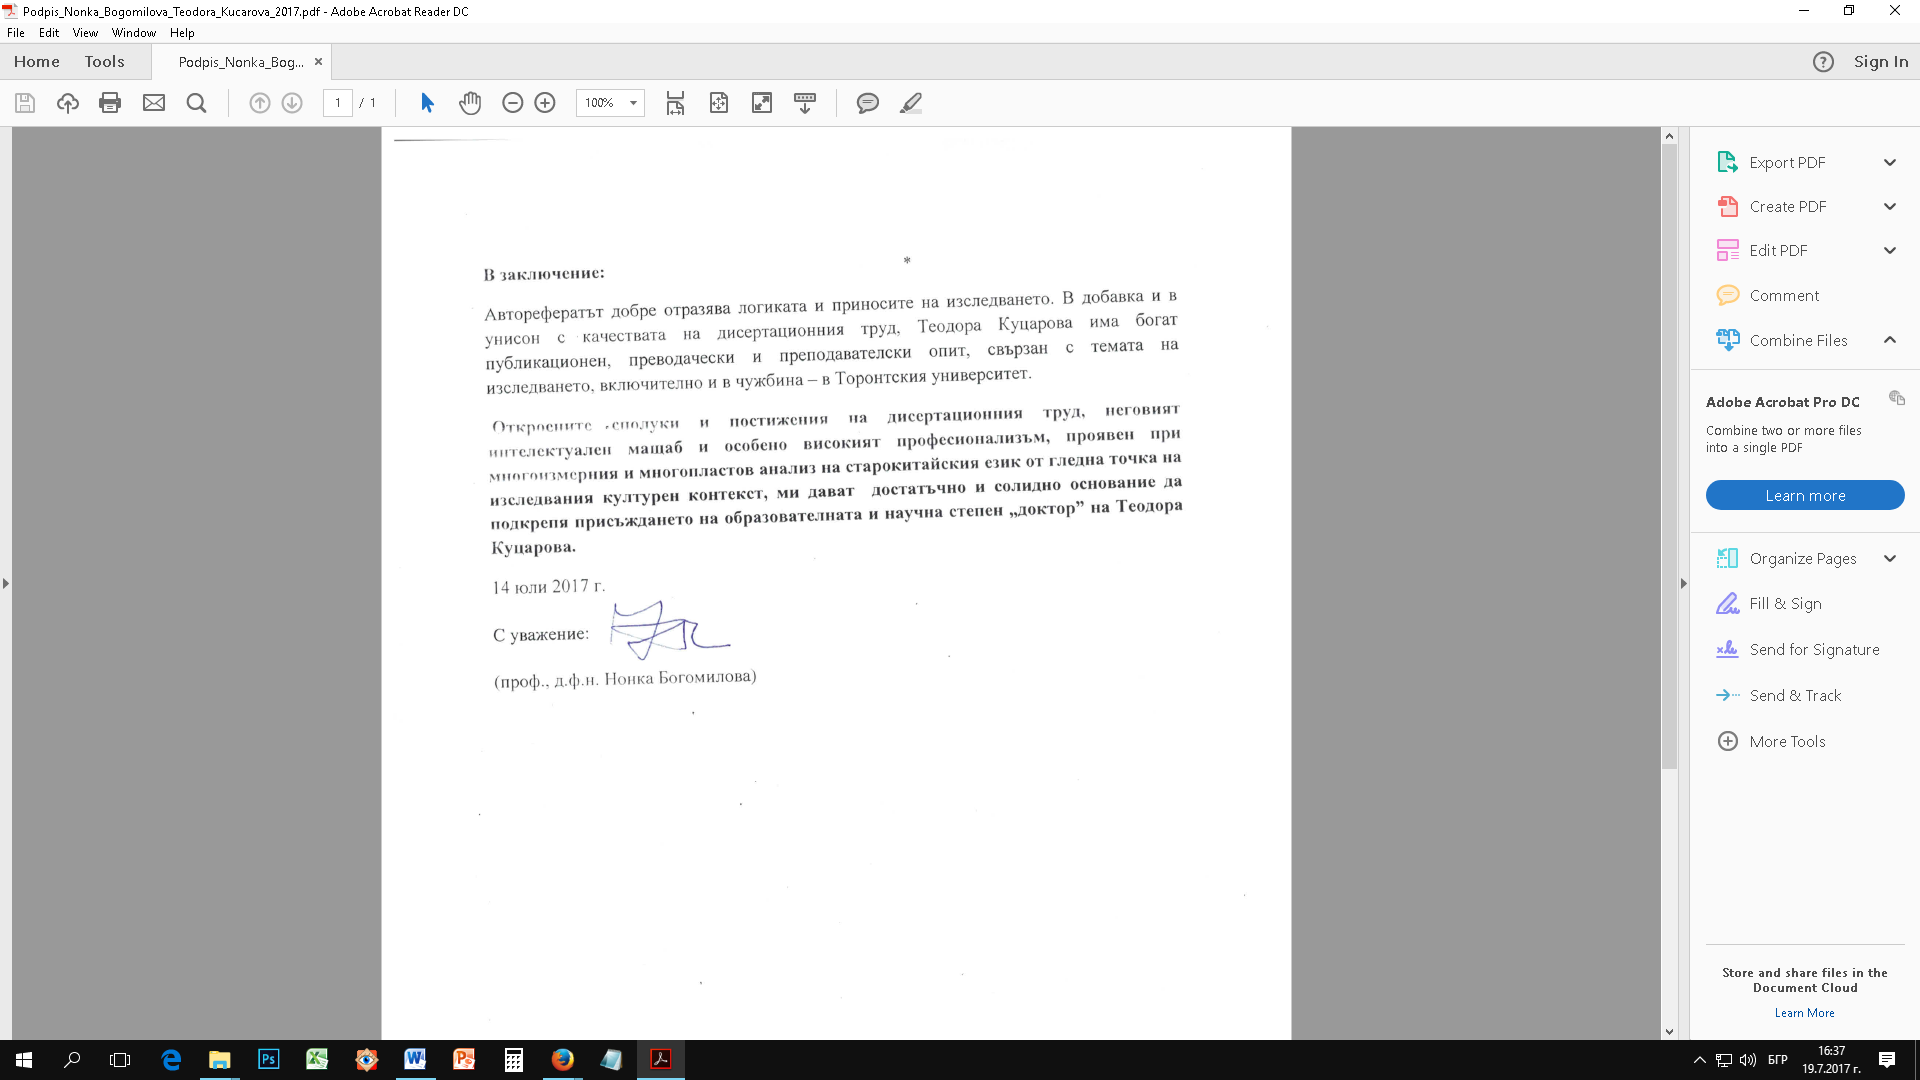 Podpis_Nonka_Bogomilova_Teodora_Kucarova_2017.pdf - Adobe Acrobat Reader DC
File Edit View Window Help
Home Tools Podpis_Nonka_Bog... × Sign In
1 / 1 100%
*
В заключение:
Авторефератът добре отразява логиката и приносите на изследването. В добавка и в
унисон с качествата на дисертационния труд, Теодора Куцарова има богат
публикационен, преводачески и преподавателски опит, свързан с темата на
изследването, включително и в чужбина – в Торонтския университет.
Откроените сполуки и постижения на дисертационния труд, неговият
интелектуален мащаб и особено високият професионализъм, проявен при
многоизмерния и многопластов анализ на старокитайския език от гледна точка на
изследвания културен контекст, ми дават достатъчно и солидно основание да
подкрепя присъждането на образователната и научна степен „доктор” на Теодора
Куцарова.
14 юли 2017 г.
С уважение:
(проф., д.ф.н. Нонка Богомилова)
Export PDF
Create PDF
Edit PDF
Comment
Combine Files
Adobe Acrobat Pro DC
Combine two or more files
into a single PDF
Learn more
Organize Pages
Fill & Sign
Send for Signature
Send & Track
More Tools
Store and share files in the
Document Cloud
Learn More
БГР
16:37
19.7.2017 г.